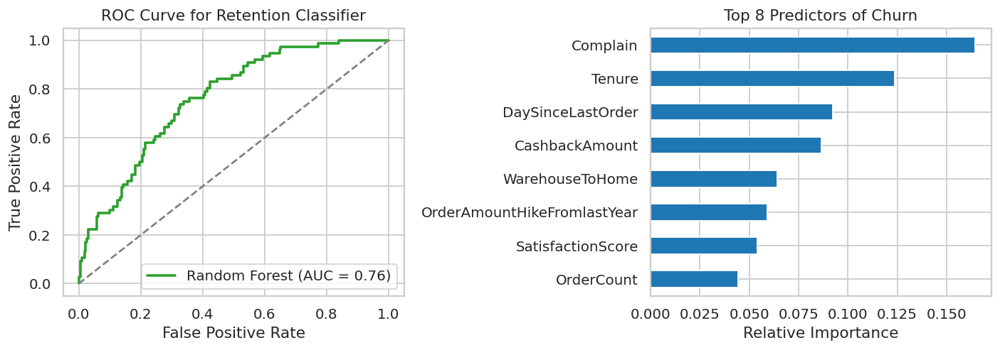 ROC Curve for Retention Classifier
True Positive Rate
1.0
0.8
0.6
0.4
0.2
0.0
Random Forest (AUC = 0.76)
0.0 0.2 0.4 0.6 0.8 1.0
False Positive Rate
Top 8 Predictors of Churn
Complain
Tenure
DaySinceLastOrder
CashbackAmount
WarehouseToHome
OrderAmountHikeFromlastYear
SatisfactionScore
OrderCount
0.000 0.025 0.050 0.075 0.100 0.125 0.150
Relative Importance